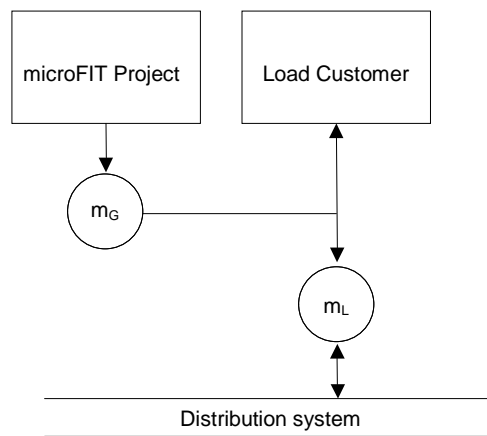 microFIT Project
Load Customer
mG
mL
Distribution system